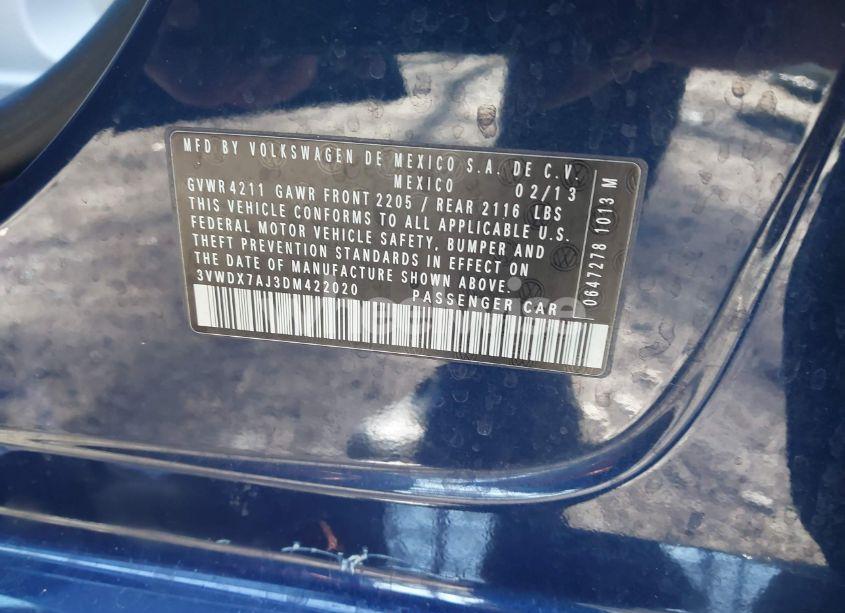 MFD BY VOLKSWAGEN DE MEXICO S.A. DE C.V.
MEXICO 02/13
GVWR 4211 GAWR FRONT 2205 / REAR 2116 LBS
THIS VEHICLE CONFORMS TO ALL APPLICABLE U.S.
FEDERAL MOTOR VEHICLE SAFETY, BUMPER AND
THEFT PREVENTION STANDARDS IN EFFECT ON
THE DATE OF MANUFACTURE SHOWN ABOVE.
3VWDX7AJ3DM422020 PASSENGER CAR
0647278 1013 M